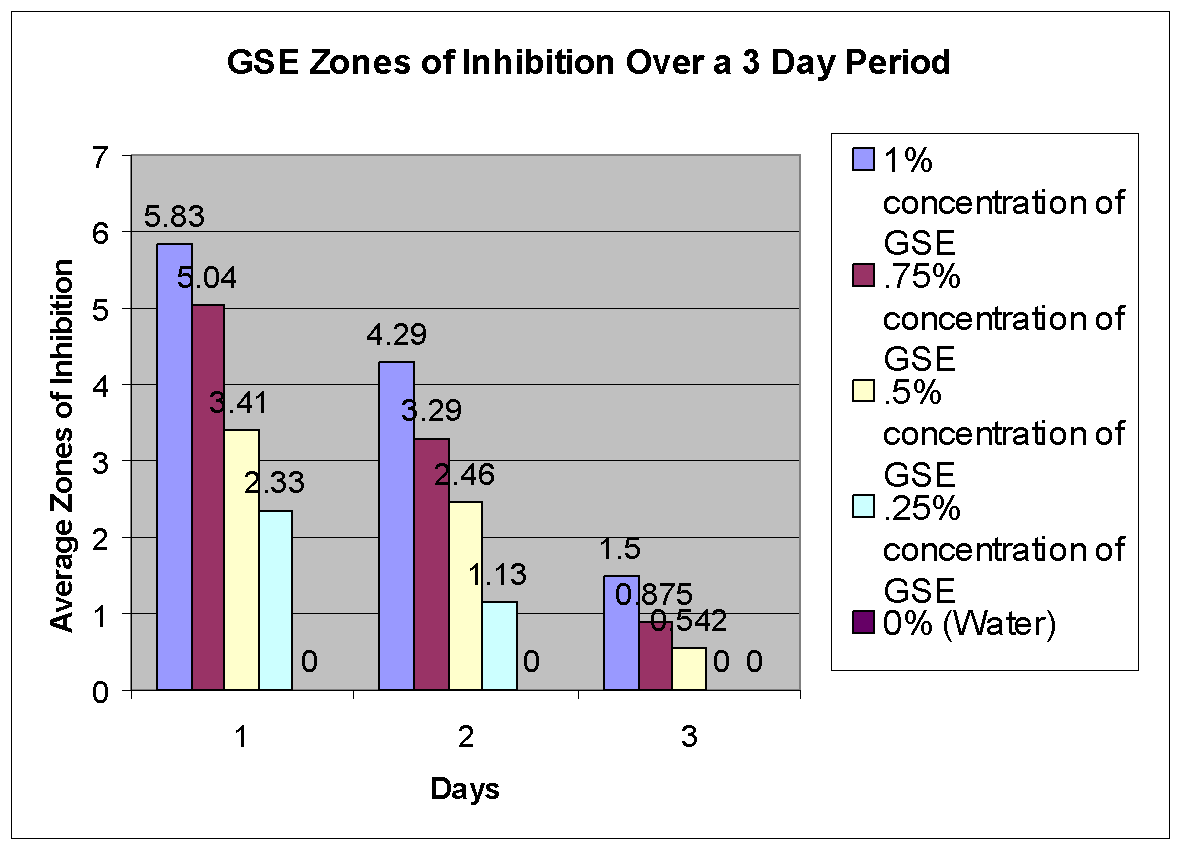 GSE Zones of Inhibition Over a 3 Day Period
Average Zones of Inhibition
7
6
5
4
3
2
1
0
5.83
5.04
3.41
2.33
0
4.29
3.29
2.46
1.13
0
1.5
0.875
0.542
0
0
1
2
3
Days
1%
concentration of
GSE
.75%
concentration of
GSE
.5%
concentration of
GSE
.25%
concentration of
GSE
0% (Water)